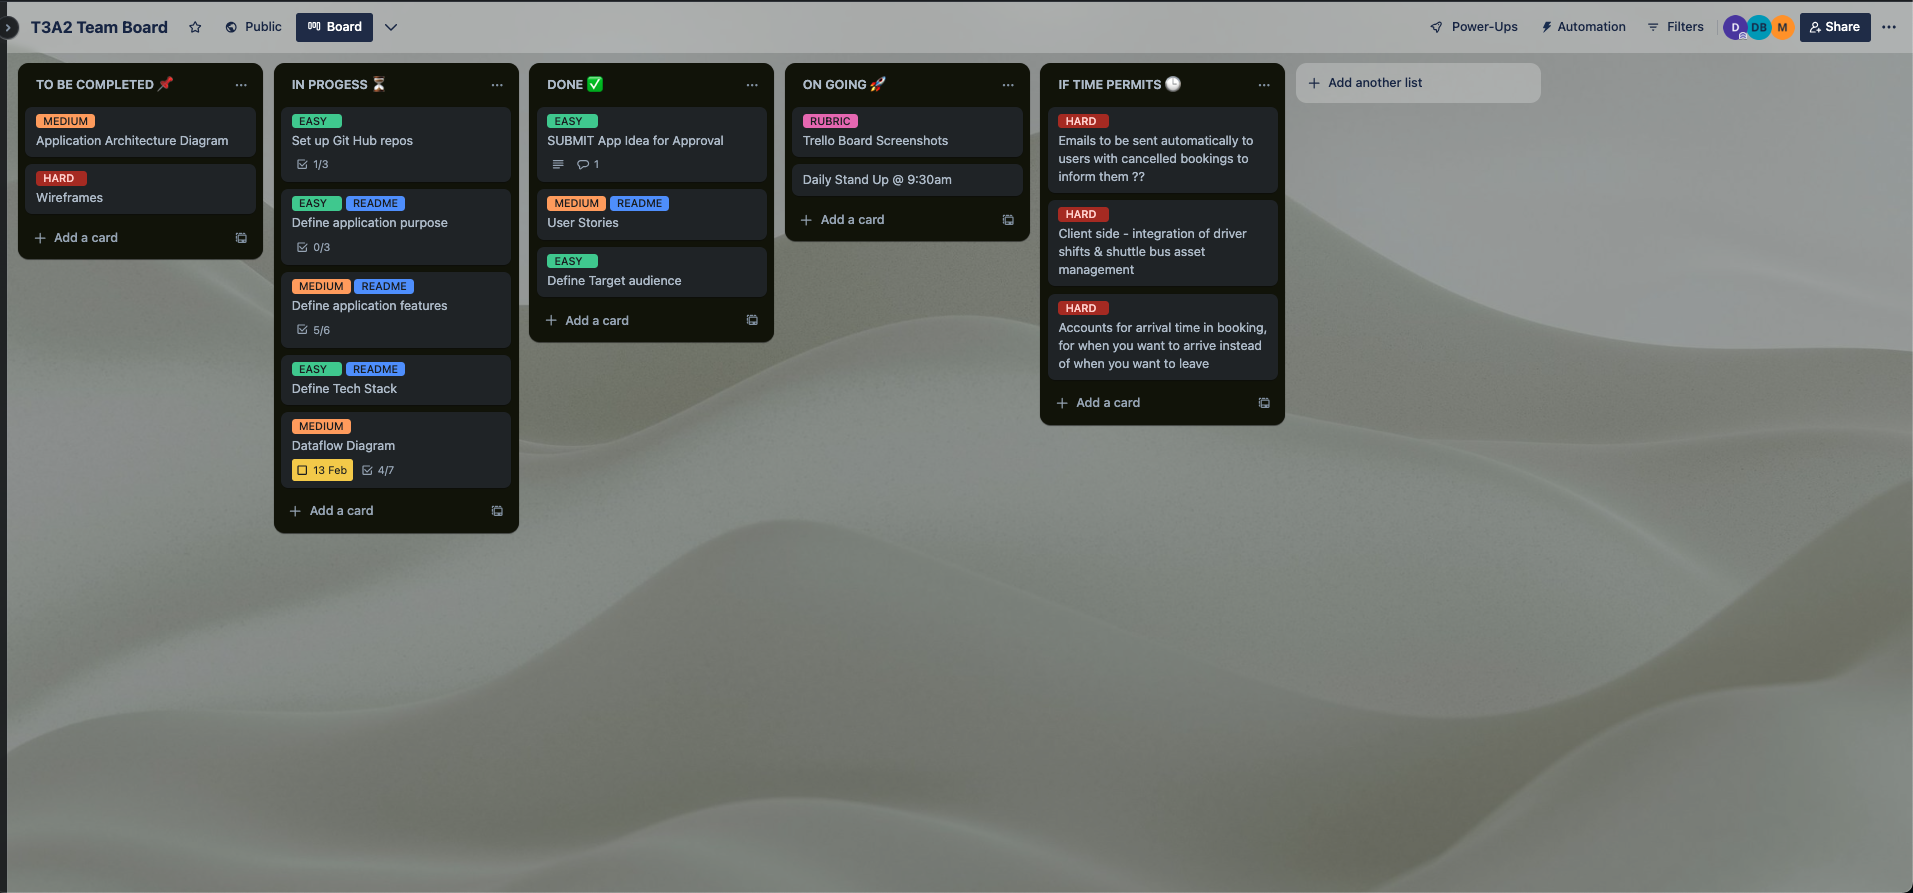 T3A2 Team Board
Public
Board
Power-Ups
Automation
Filters
D
DB
M
Share
TO BE COMPLETED 📌
MEDIUM
Application Architecture Diagram
HARD
Wireframes
Add a card
IN PROGESS ⏳
EASY
Set up Git Hub repos
1/3
EASY README
Define application purpose
0/3
MEDIUM README
Define application features
5/6
EASY README
Define Tech Stack
MEDIUM
Dataflow Diagram
13 Feb 4/7
Add a card
DONE ✅
EASY
SUBMIT App Idea for Approval
1
MEDIUM README
User Stories
EASY
Define Target audience
Add a card
ON GOING 🚀
RUBRIC
Trello Board Screenshots
Daily Stand Up @ 9:30am
Add a card
IF TIME PERMITS 🕒
HARD
Emails to be sent automatically to
users with cancelled bookings to
inform them ??
HARD
Client side - integration of driver
shifts & shuttle bus asset
management
HARD
Accounts for arrival time in booking,
for when you want to arrive instead
of when you want to leave
Add a card
Add another list